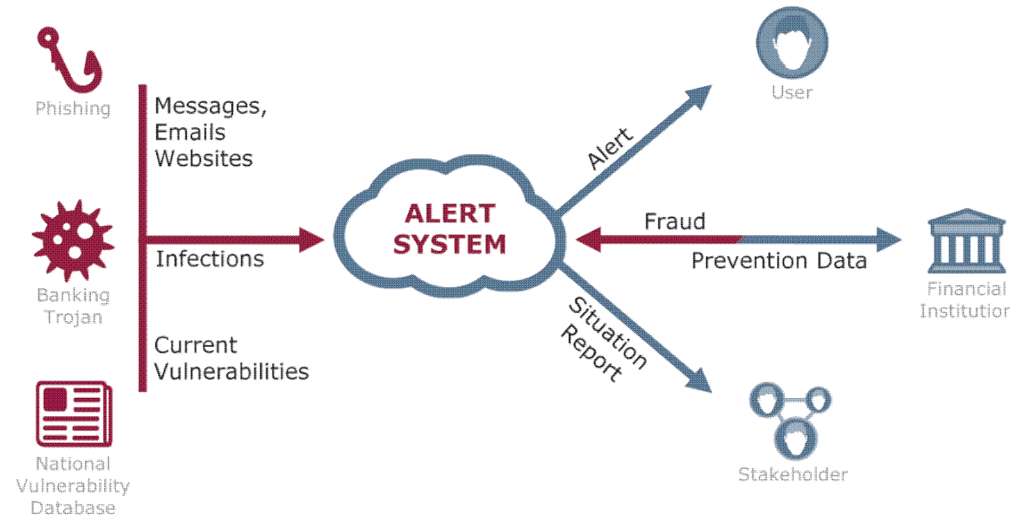 Phishing
Messages,
Emails
Websites
Banking
Trojan
Infections
National
Vulnerability
Database
Current
Vulnerabilities
ALERT
SYSTEM
Alert
User
Fraud
Prevention Data
Financial
Institutior
Situation
Report
Stakeholder